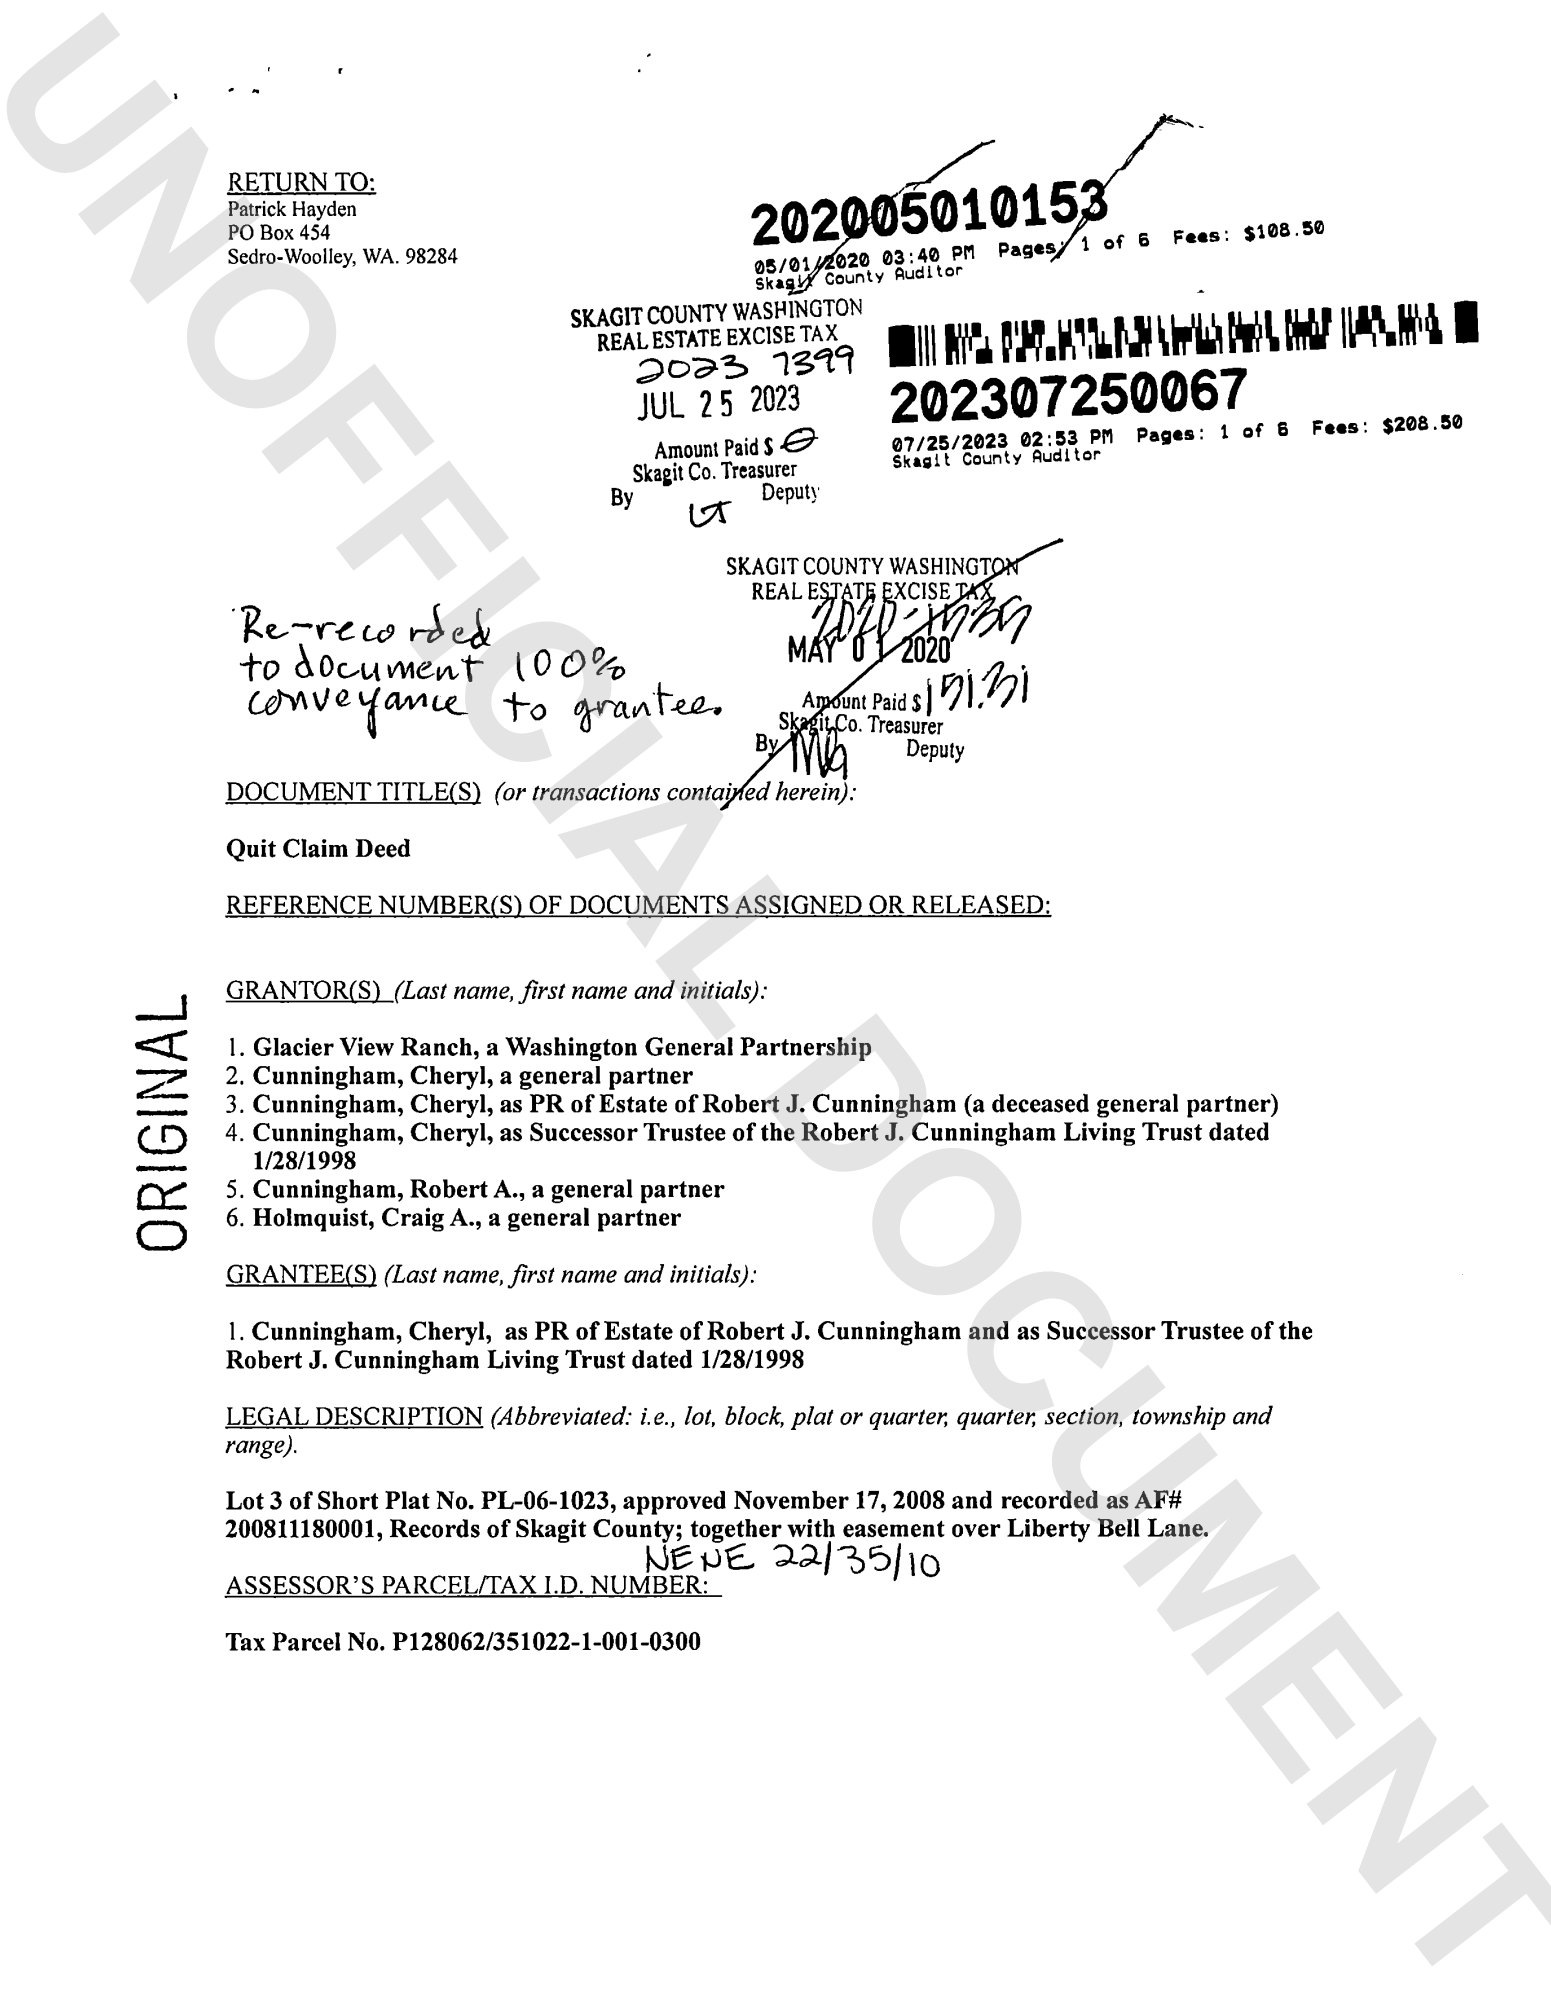 RETURN TO:
Patrick Hayden
PO Box 454
Sedro-Woolley, WA. 98284
202005010153
05/01/2020 03:40 PM Pages: 1 of 6 Fees: $108.50
Skagit County Auditor
SKAGIT COUNTY WASHINGTON
REAL ESTATE EXCISE TAX
2023 7399
JUL 25 2023
Amount Paid $ 0
Skagit Co. Treasurer
By LT Deputy
202307250067
07/25/2023 02:53 PM Pages: 1 of 6 Fees: $208.50
Skagit County Auditor
SKAGIT COUNTY WASHINGTON
REAL ESTATE EXCISE TAX
MAY 01 2020
Amount Paid $ 151.31
Skagit Co. Treasurer
By Deputy
Re-recorded
to document 100%
conveyance to grantee.
DOCUMENT TITLE(S) (or transactions contained herein):
Quit Claim Deed
REFERENCE NUMBER(S) OF DOCUMENTS ASSIGNED OR RELEASED:
GRANTOR(S) (Last name, first name and initials):
1. Glacier View Ranch, a Washington General Partnership
2. Cunningham, Cheryl, a general partner
3. Cunningham, Cheryl, as PR of Estate of Robert J. Cunningham (a deceased general partner)
4. Cunningham, Cheryl, as Successor Trustee of the Robert J. Cunningham Living Trust dated
1/28/1998
5. Cunningham, Robert A., a general partner
6. Holmquist, Craig A., a general partner
ORIGINAL
GRANTEE(S) (Last name, first name and initials):
1. Cunningham, Cheryl, as PR of Estate of Robert J. Cunningham and as Successor Trustee of the
Robert J. Cunningham Living Trust dated 1/28/1998
LEGAL DESCRIPTION (Abbreviated: i.e., lot, block, plat or quarter, quarter, section, township and
range).
Lot 3 of Short Plat No. PL-06-1023, approved November 17, 2008 and recorded as AF#
200811180001, Records of Skagit County; together with easement over Liberty Bell Lane.
NENE 22/35/10
ASSESSOR'S PARCEL/TAX I.D. NUMBER:
Tax Parcel No. P128062/351022-1-001-0300
UNOFFICIAL DOCUMENT